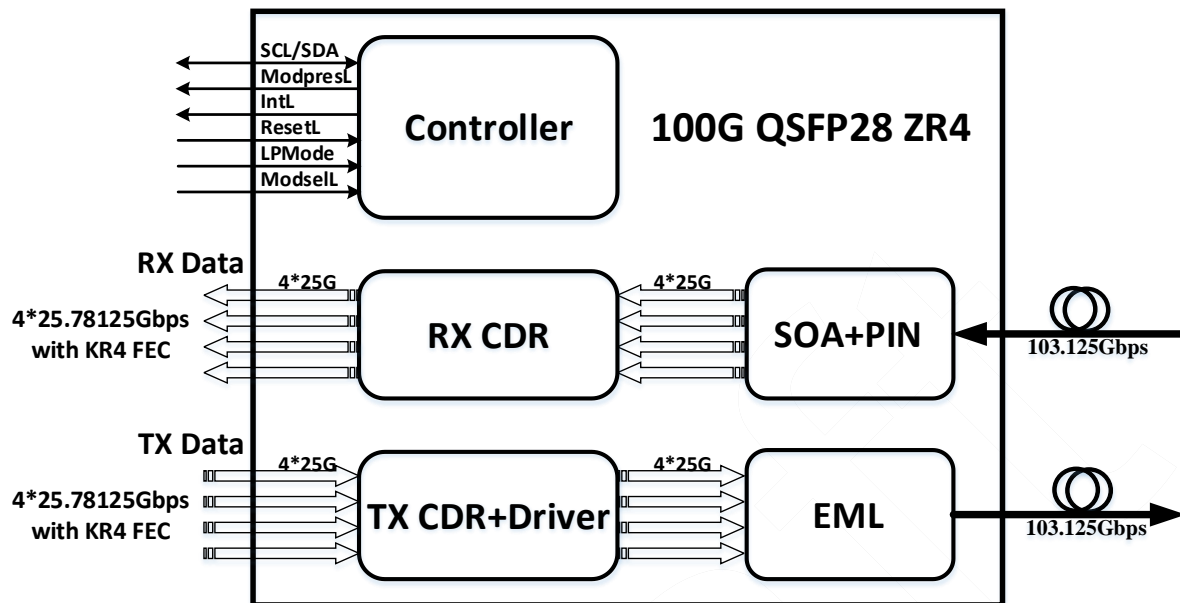 SCL/SDA
ModpresL
IntL
ResetL
LPMode
ModselL
Controller
100G QSFP28 ZR4
RX Data
4*25G
4*25G
4*25.78125Gbps
with KR4 FEC
RX CDR
SOA+PIN
103.125Gbps
TX Data
4*25G
4*25G
4*25.78125Gbps
with KR4 FEC
TX CDR+Driver
EML
103.125Gbps